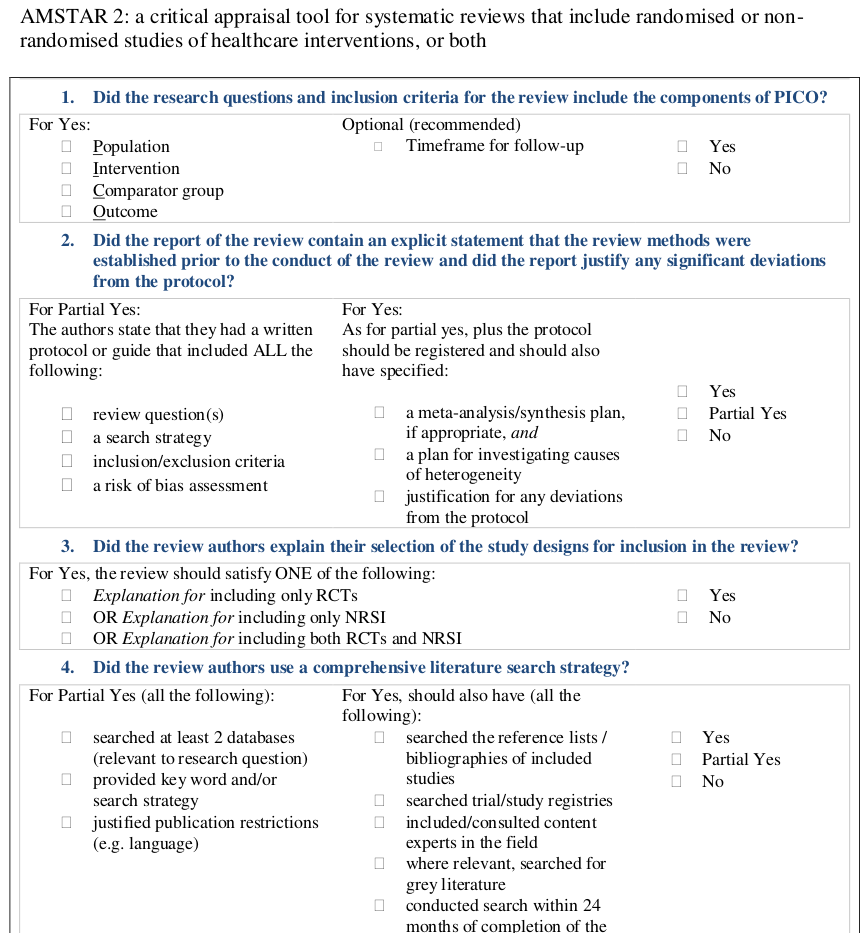 AMSTAR 2: a critical appraisal tool for systematic reviews that include randomised or non-
randomised studies of healthcare interventions, or both
1. Did the research questions and inclusion criteria for the review include the components of PICO?
For Yes:
Population
Intervention
Comparator group
Outcome
Optional (recommended)
Timeframe for follow-up
Yes
No
2. Did the report of the review contain an explicit statement that the review methods were
established prior to the conduct of the review and did the report justify any significant deviations
from the protocol?
For Partial Yes:
The authors state that they had a written
protocol or guide that included ALL the
following:
review question(s)
a search strategy
inclusion/exclusion criteria
a risk of bias assessment
For Yes:
As for partial yes, plus the protocol
should be registered and should also
have specified:
a meta-analysis/synthesis plan,
if appropriate, and
a plan for investigating causes
of heterogeneity
justification for any deviations
from the protocol
Yes
Partial Yes
No
3. Did the review authors explain their selection of the study designs for inclusion in the review?
For Yes, the review should satisfy ONE of the following:
Explanation for including only RCTs
OR Explanation for including only NRSI
OR Explanation for including both RCTs and NRSI
Yes
No
4. Did the review authors use a comprehensive literature search strategy?
For Partial Yes (all the following):
searched at least 2 databases
(relevant to research question)
provided key word and/or
search strategy
justified publication restrictions
(e.g. language)
For Yes, should also have (all the
following):
searched the reference lists /
bibliographies of included
studies
searched trial/study registries
included/consulted content
experts in the field
where relevant, searched for
grey literature
conducted search within 24
months of completion of the
Yes
Partial Yes
No